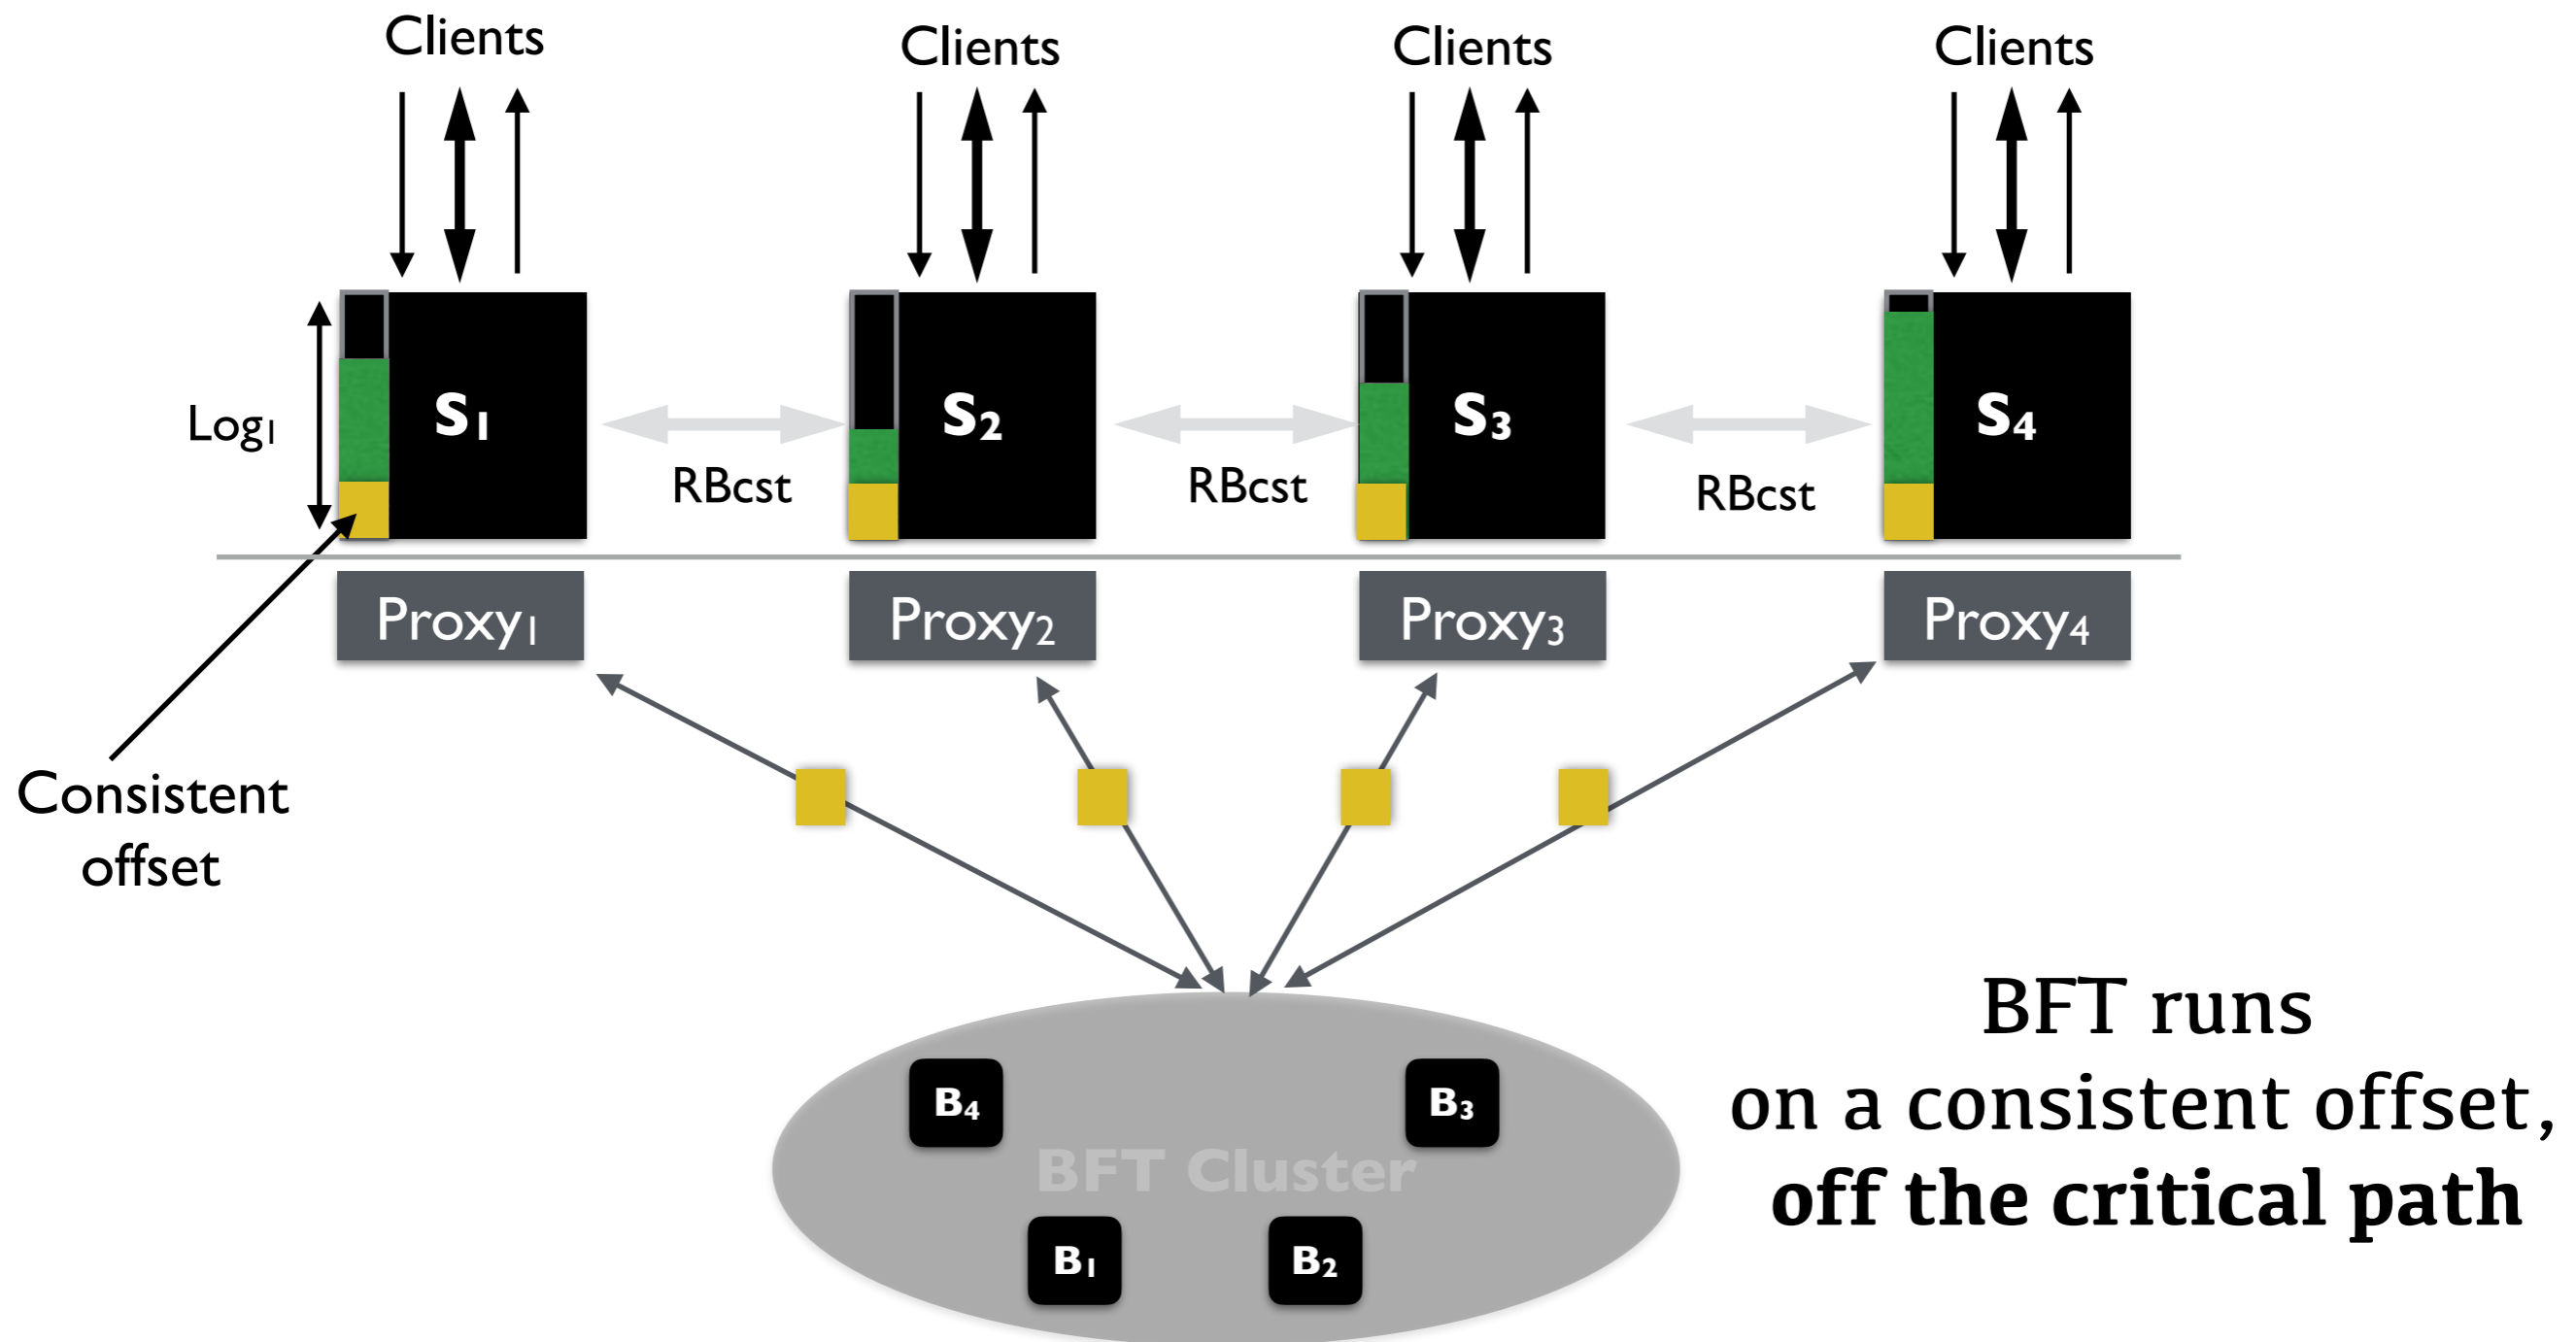 Clients
Clients
Clients
Clients
Log₁
S₁
S₂
S₃
S₄
RBcst
RBcst
RBcst
Proxy₁
Proxy₂
Proxy₃
Proxy₄
Consistent
offset
B₄
B₃
BFT Cluster
B₁
B₂
BFT runs
on a consistent offset,
off the critical path